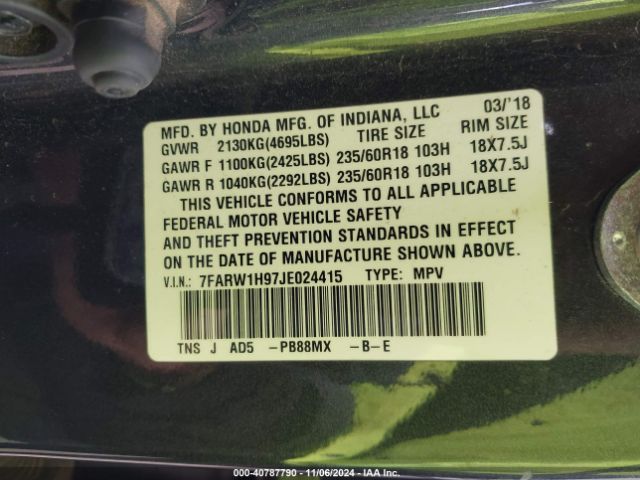 MFD. BY HONDA MFG. OF INDIANA, LLC 03/'18
GVWR 2130KG(4695LBS) TIRE SIZE RIM SIZE
GAWR F 1100KG(2425LBS) 235/60R18 103H 18X7.5J
GAWR R 1040KG(2292LBS) 235/60R18 103H 18X7.5J
THIS VEHICLE CONFORMS TO ALL APPLICABLE
FEDERAL MOTOR VEHICLE SAFETY
AND THEFT PREVENTION STANDARDS IN EFFECT
ON THE DATE OF MANUFACTURE SHOWN ABOVE.
V.I.N.: 7FARW1H97JE024415 TYPE: MPV
TNS J AD5 -PB88MX -B-E
000-40787790 - 11/06/2024 - IAA Inc.